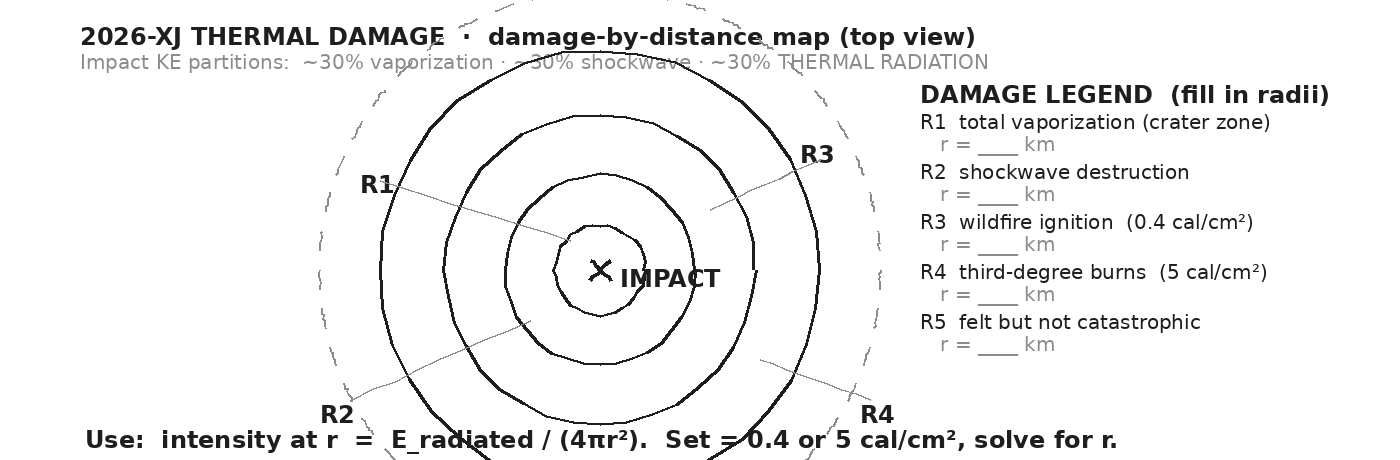 2026-XJ THERMAL DAMAGE · damage-by-distance map (top view)
Impact KE partitions: ~30% vaporization · ~30% shockwave · ~30% THERMAL RADIATION
DAMAGE LEGEND (fill in radii)
R1 total vaporization (crater zone)
r = ____ km
R2 shockwave destruction
r = ____ km
R3 wildfire ignition (0.4 cal/cm²)
r = ____ km
R4 third-degree burns (5 cal/cm²)
r = ____ km
R5 felt but not catastrophic
r = ____ km
R3
R1
IMPACT
R2
R4
Use: intensity at r = E_radiated / (4πr²). Set = 0.4 or 5 cal/cm², solve for r.